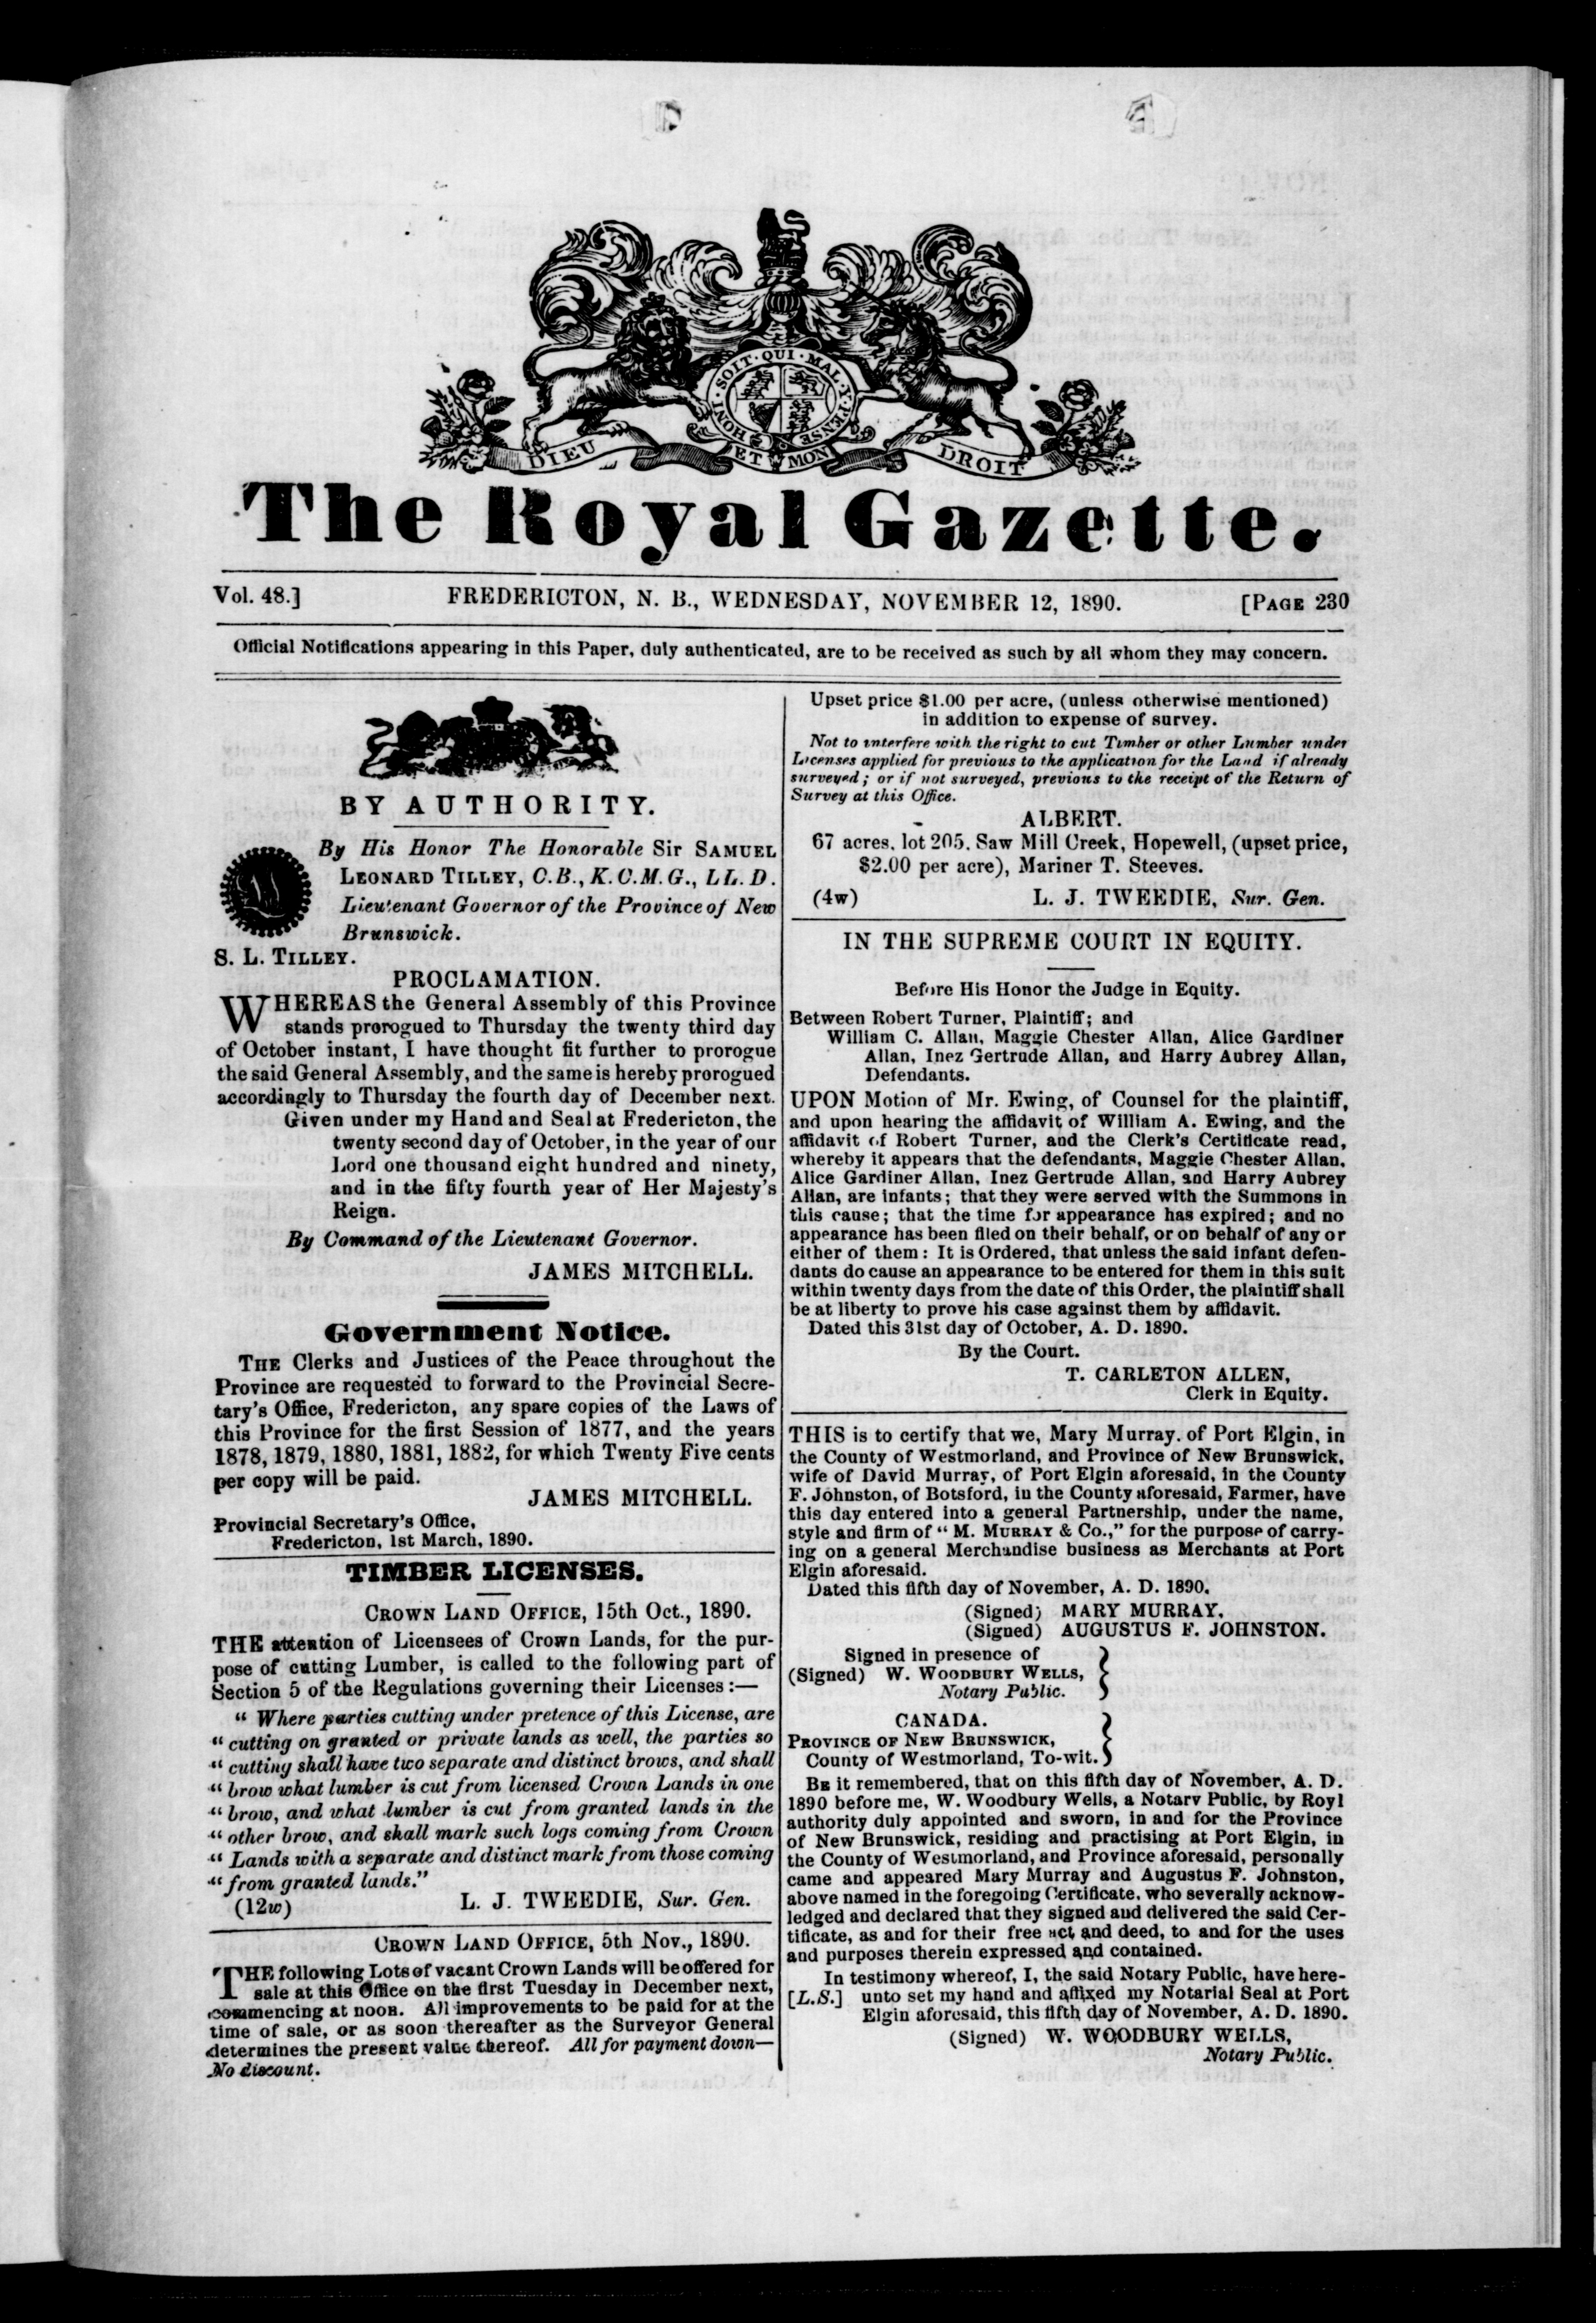 HONI · SOIT · QUI · MAL · Y · PENSE
DIEU ET MON DROIT
The Royal Gazette.
Vol. 48.] FREDERICTON, N. B., WEDNESDAY, NOVEMBER 12, 1890. [PAGE 230
Official Notifications appearing in this Paper, duly authenticated, are to be received as such by all whom they may concern.
BY AUTHORITY.
By His Honor The Honorable Sir SAMUEL
LEONARD TILLEY, C.B., K.C.M.G., LL.D.
Lieutenant Governor of the Province of New
Brunswick.
S. L. TILLEY.
PROCLAMATION.
WHEREAS the General Assembly of this Province
stands prorogued to Thursday the twenty third day
of October instant, I have thought fit further to prorogue
the said General Assembly, and the same is hereby prorogued
accordingly to Thursday the fourth day of December next.
Given under my Hand and Seal at Fredericton, the
twenty second day of October, in the year of our
Lord one thousand eight hundred and ninety,
and in the fifty fourth year of Her Majesty's
Reign.
By Command of the Lieutenant Governor.
JAMES MITCHELL.
Government Notice.
THE Clerks and Justices of the Peace throughout the
Province are requested to forward to the Provincial Secre-
tary's Office, Fredericton, any spare copies of the Laws of
this Province for the first Session of 1877, and the years
1878, 1879, 1880, 1881, 1882, for which Twenty Five cents
per copy will be paid.
JAMES MITCHELL.
Provincial Secretary's Office,
Fredericton, 1st March, 1890.
TIMBER LICENSES.
CROWN LAND OFFICE, 15th Oct., 1890.
THE attention of Licensees of Crown Lands, for the pur-
pose of cutting Lumber, is called to the following part of
Section 5 of the Regulations governing their Licenses :—
" Where parties cutting under pretence of this License, are
" cutting on granted or private lands as well, the parties so
" cutting shall have two separate and distinct brows, and shall
" brow what lumber is cut from licensed Crown Lands in one
" brow, and what lumber is cut from granted lands in the
" other brow, and shall mark such logs coming from Crown
" Lands with a separate and distinct mark from those coming
" from granted lands."
(12w) L. J. TWEEDIE, Sur. Gen.
CROWN LAND OFFICE, 5th Nov., 1890.
THE following Lots of vacant Crown Lands will be offered for
sale at this Office on the first Tuesday in December next,
commencing at noon. All improvements to be paid for at the
time of sale, or as soon thereafter as the Surveyor General
determines the present value thereof. All for payment down—
No discount.
Upset price $1.00 per acre, (unless otherwise mentioned)
in addition to expense of survey.
Not to interfere with the right to cut Timber or other Lumber under
Licenses applied for previous to the application for the Land if already
surveyed ; or if not surveyed, previous to the receipt of the Return of
Survey at this Office.
ALBERT.
67 acres, lot 205, Saw Mill Creek, Hopewell, (upset price,
$2.00 per acre), Mariner T. Steeves.
(4w) L. J. TWEEDIE, Sur. Gen.
IN THE SUPREME COURT IN EQUITY.
Before His Honor the Judge in Equity.
Between Robert Turner, Plaintiff; and
William C. Allan, Maggie Chester Allan, Alice Gardiner
Allan, Inez Gertrude Allan, and Harry Aubrey Allan,
Defendants.
UPON Motion of Mr. Ewing, of Counsel for the plaintiff,
and upon hearing the affidavit of William A. Ewing, and the
affidavit of Robert Turner, and the Clerk's Certificate read,
whereby it appears that the defendants, Maggie Chester Allan,
Alice Gardiner Allan, Inez Gertrude Allan, and Harry Aubrey
Allan, are infants; that they were served with the Summons in
this cause; that the time for appearance has expired; and no
appearance has been filed on their behalf, or on behalf of any or
either of them : It is Ordered, that unless the said infant defen-
dants do cause an appearance to be entered for them in this suit
within twenty days from the date of this Order, the plaintiff shall
be at liberty to prove his case against them by affidavit.
Dated this 31st day of October, A. D. 1890.
By the Court.
T. CARLETON ALLEN,
Clerk in Equity.
THIS is to certify that we, Mary Murray, of Port Elgin, in
the County of Westmorland, and Province of New Brunswick,
wife of David Murray, of Port Elgin aforesaid, in the County
F. Johnston, of Botsford, in the County aforesaid, Farmer, have
this day entered into a general Partnership, under the name,
style and firm of " M. MURRAY & CO.," for the purpose of carry-
ing on a general Merchandise business as Merchants at Port
Elgin aforesaid.
Dated this fifth day of November, A. D. 1890.
(Signed) MARY MURRAY,
(Signed) AUGUSTUS F. JOHNSTON.
Signed in presence of
(Signed) W. WOODBURY WELLS,
Notary Public.
CANADA.
PROVINCE OF NEW BRUNSWICK,
County of Westmorland, To-wit.
BE it remembered, that on this fifth day of November, A. D.
1890 before me, W. Woodbury Wells, a Notary Public, by Royl
authority duly appointed and sworn, in and for the Province
of New Brunswick, residing and practising at Port Elgin, in
the County of Westmorland, and Province aforesaid, personally
came and appeared Mary Murray and Augustus F. Johnston,
above named in the foregoing Certificate, who severally acknow-
ledged and declared that they signed and delivered the said Cer-
tificate, as and for their free act and deed, to and for the uses
and purposes therein expressed and contained.
In testimony whereof, I, the said Notary Public, have here-
[L.S.] unto set my hand and affixed my Notarial Seal at Port
Elgin aforesaid, this fifth day of November, A. D. 1890.
(Signed) W. WOODBURY WELLS,
Notary Public.